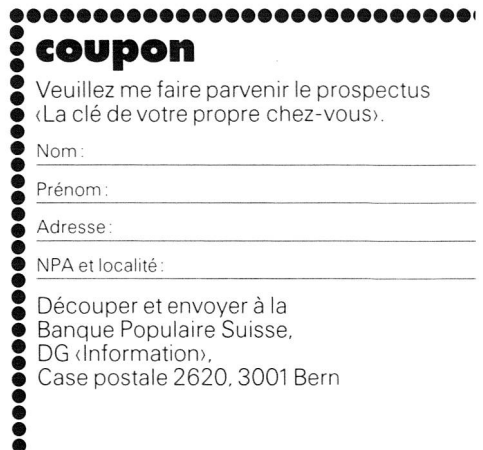 coupon
Veuillez me faire parvenir le prospectus
‹La clé de votre propre chez-vous›.
Nom:
Prénom:
Adresse:
NPA et localité:
Découper et envoyer à la
Banque Populaire Suisse,
DG ‹Information›,
Case postale 2620, 3001 Bern